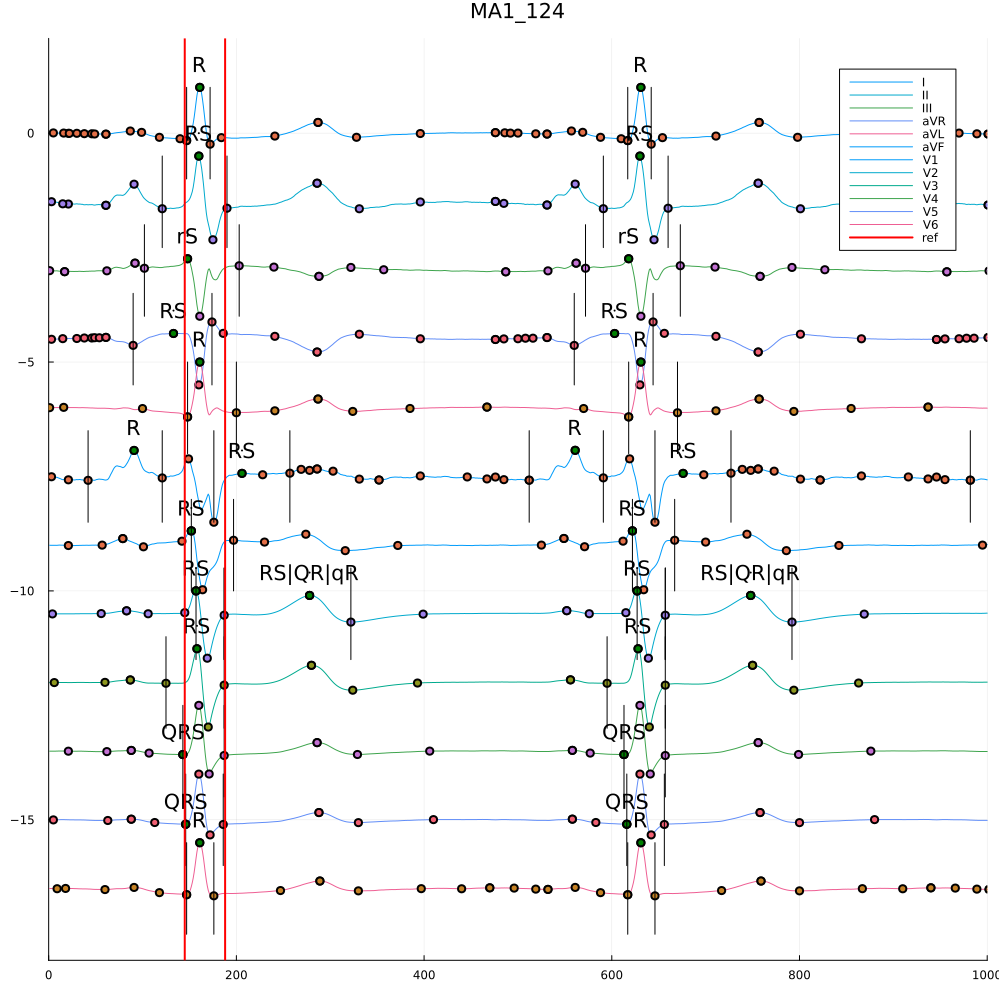 MA1_124
R R
I
II
III
aVR
aVL
aVF
V1
V2
V3
V4
V5
V6
ref
0
RS RS
rS rS
RS RS
R R
−5
R R
RS RS
RS RS
RS RS|QR|qR RS RS|QR|qR
−10
RS RS
QRS QRS
QRS QRS
−15
R R
0 200 400 600 800 1000